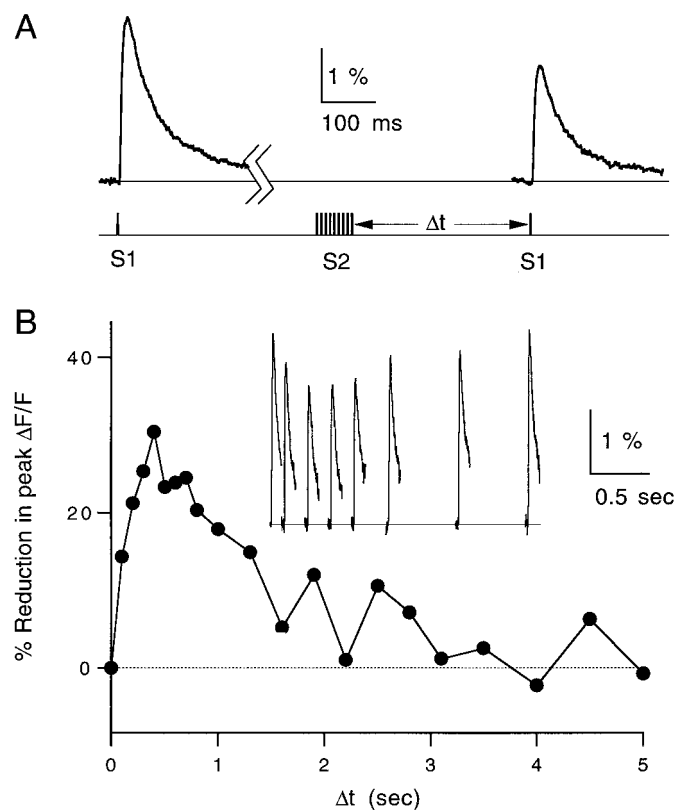 A
1 %
100 ms
Δt
S1
S2
S1
B
% Reduction in peak ΔF/F
40
20
0
1 %
0.5 sec
0
1
2
3
4
5
Δt (sec)